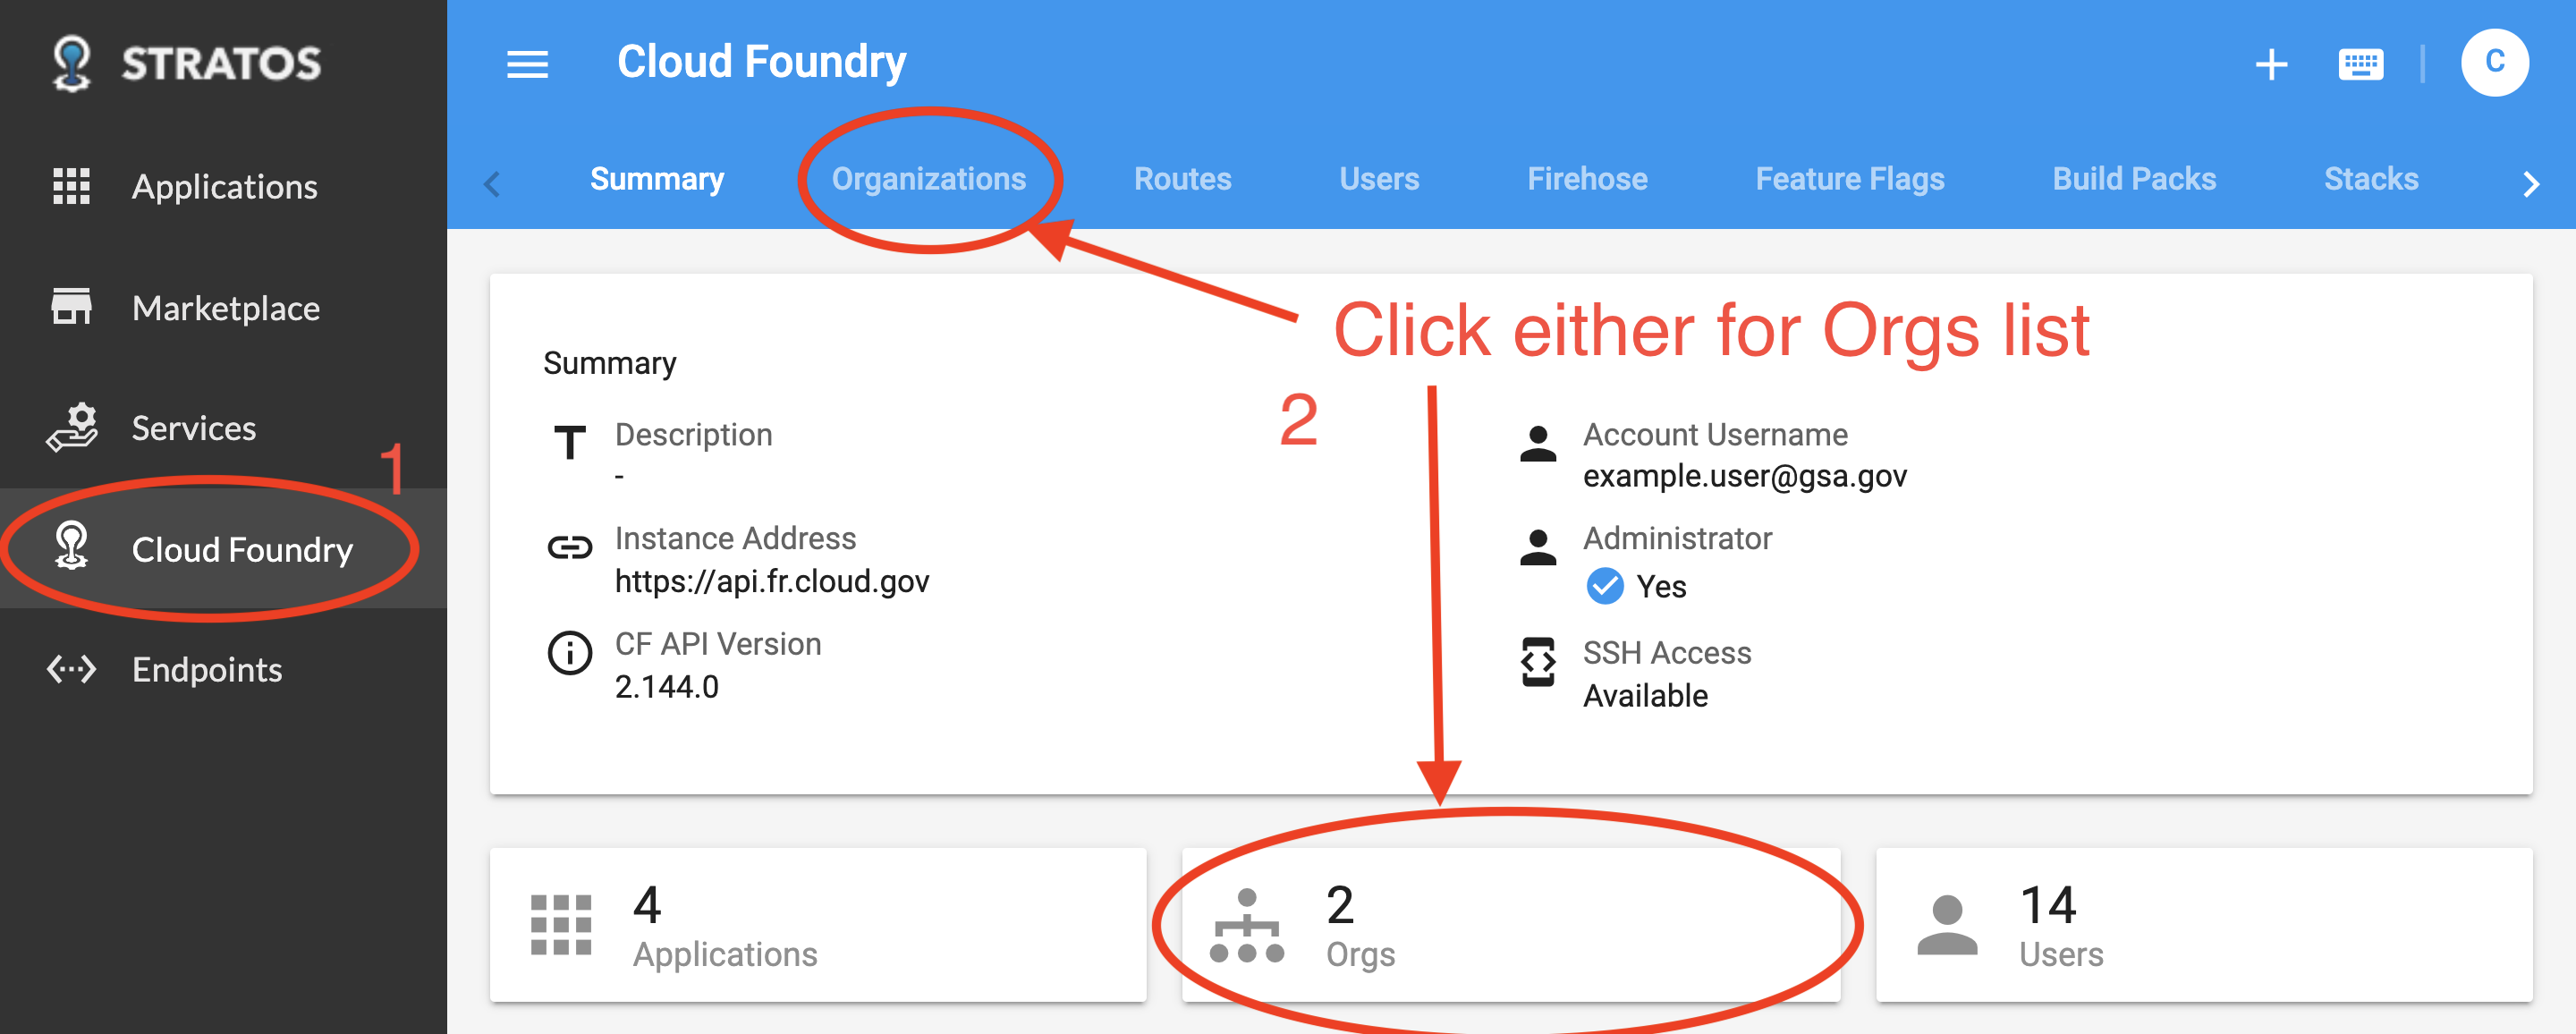 STRATOS
Applications
Marketplace
Services
1
Cloud Foundry
Endpoints
Cloud Foundry
C
Summary Organizations Routes Users Firehose Feature Flags Build Packs Stacks
Click either for Orgs list
2
Summary
Description
-
Instance Address
https://api.fr.cloud.gov
CF API Version
2.144.0
Account Username
example.user@gsa.gov
Administrator
Yes
SSH Access
Available
4
Applications
2
Orgs
14
Users